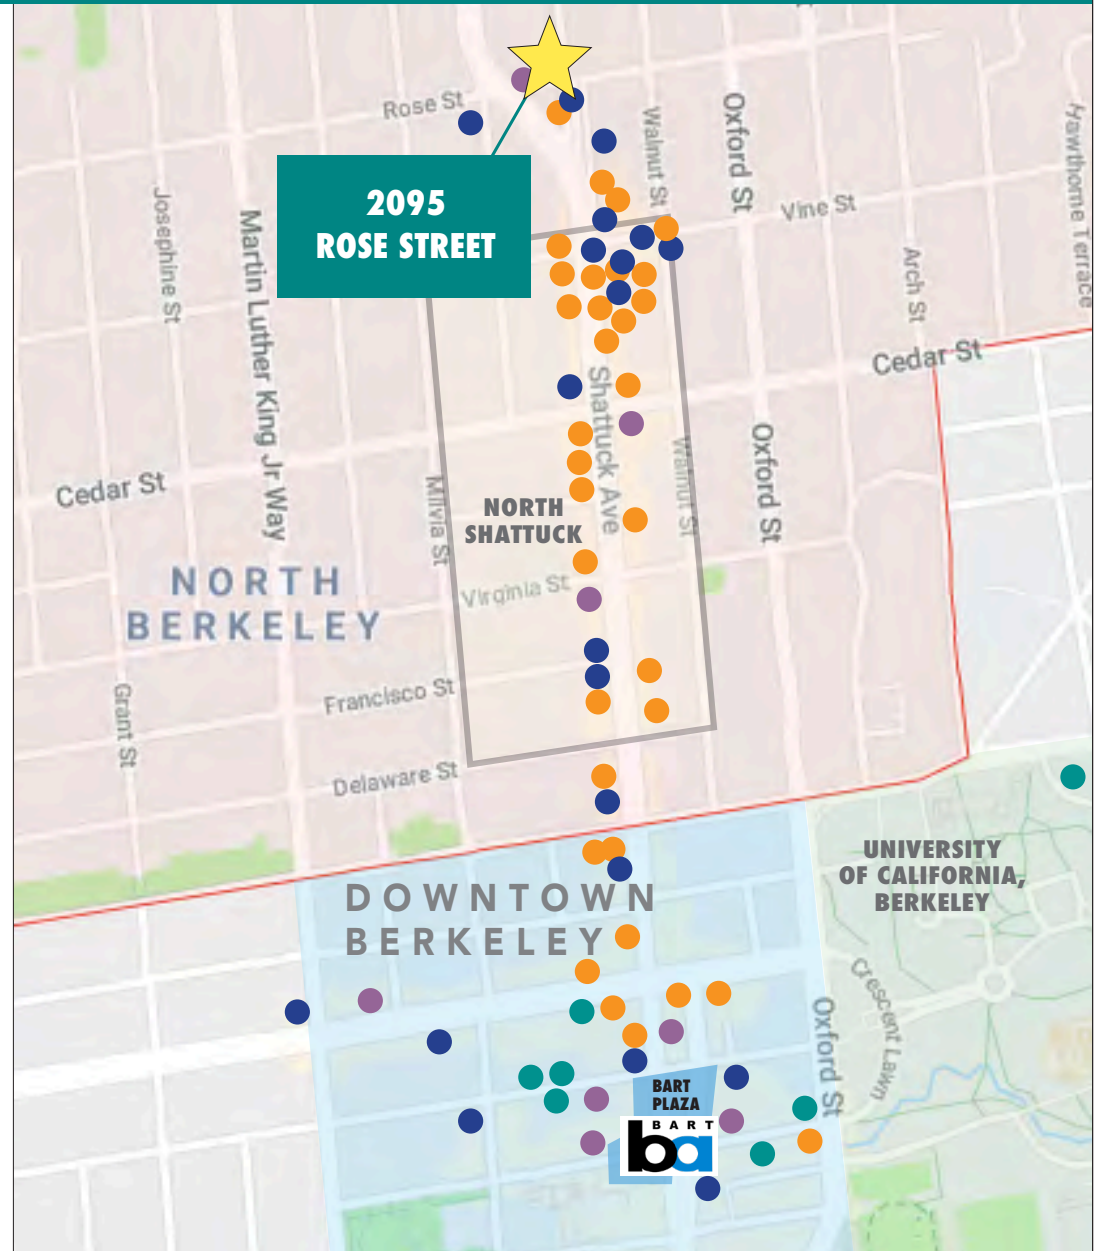 Rose St
Walnut St
Oxford St
Hawthorne Terrace
2095
ROSE STREET
Josephine St
Martin Luther King Jr Way
Vine St
Arch St
Cedar St
Shattuck Ave
Oxford St
Walnut St
Cedar St
Milvia St
NORTH
SHATTUCK
NORTH
BERKELEY
Virginia St
Francisco St
Grant St
Delaware St
UNIVERSITY
OF CALIFORNIA,
BERKELEY
DOWNTOWN
BERKELEY
Crescent Lawn
Oxford St
BART
PLAZA
BART
ba